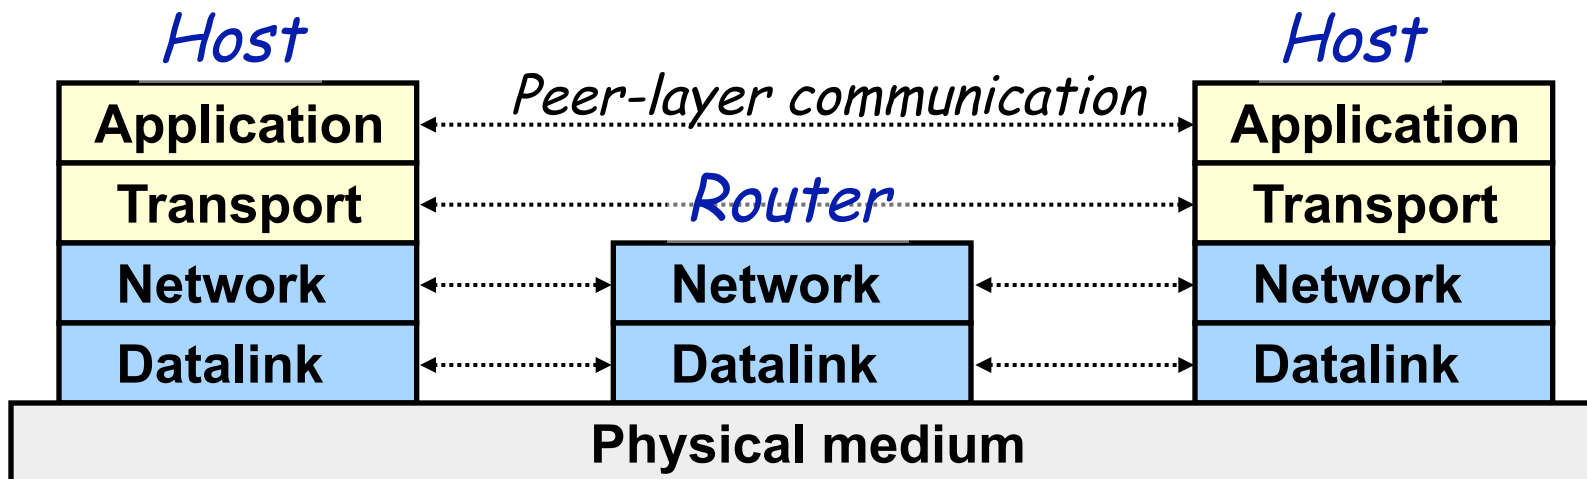 Host Host
Peer-layer communication
Application Application
Router
Transport Transport
Network Network Network
Datalink Datalink Datalink
Physical medium